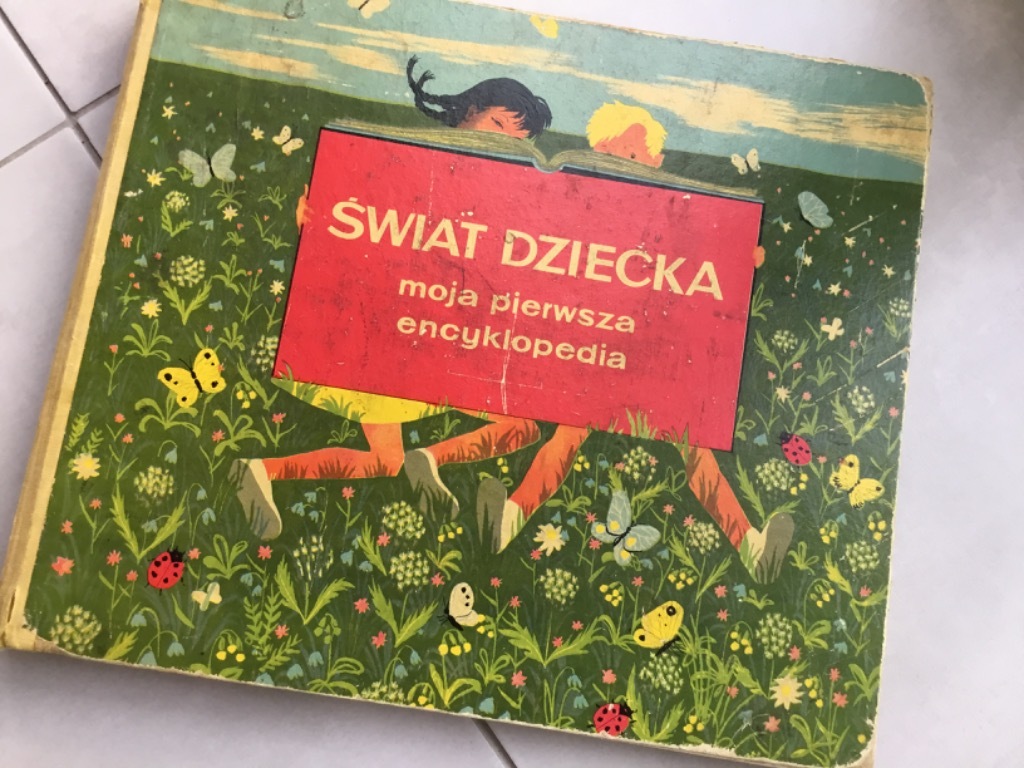 ŚWIAT DZIECKA
moja pierwsza
encyklopedia